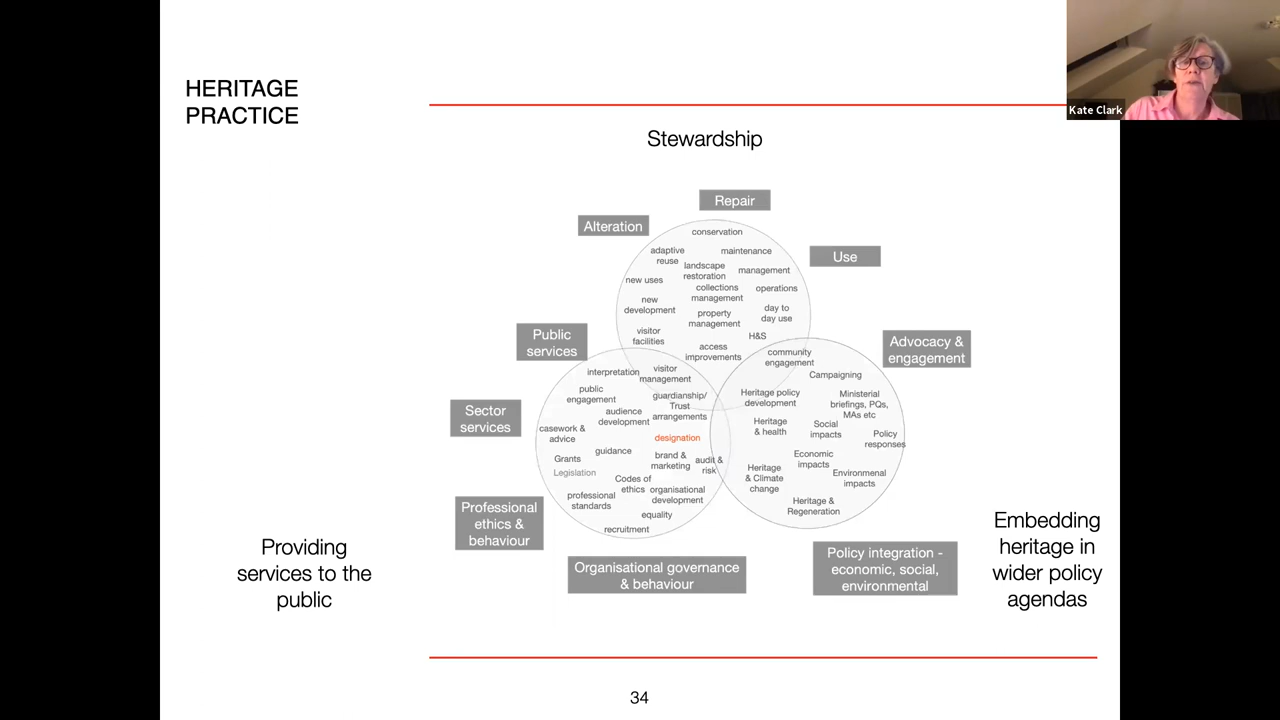 HERITAGE
PRACTICE
Kate Clark
Stewardship
Repair
Alteration
Use
conservation
adaptive
reuse
maintenance
landscape
restoration
management
new uses
collections
management
operations
new
development
day to
day use
property
management
visitor
facilities
H&S
access
improvements
community
engagement
Public
services
Advocacy &
engagement
interpretation
visitor
management
Campaigning
public
engagement
guardianship/
Trust
arrangements
Heritage policy
development
Ministerial
briefings, PQs,
MAs etc
Sector
services
audience
development
casework &
advice
designation
Heritage
& health
Social
impacts
Policy
responses
guidance
Grants
brand &
marketing
audit &
risk
Economic
impacts
Legislation
Codes of
ethics
Heritage
& Climate
change
Environmenal
impacts
professional
standards
organisational
development
Heritage &
Regeneration
equality
recruitment
Professional
ethics &
behaviour
Providing
services to the
public
Organisational governance
& behaviour
Policy integration -
economic, social,
environmental
Embedding
heritage in
wider policy
agendas
34